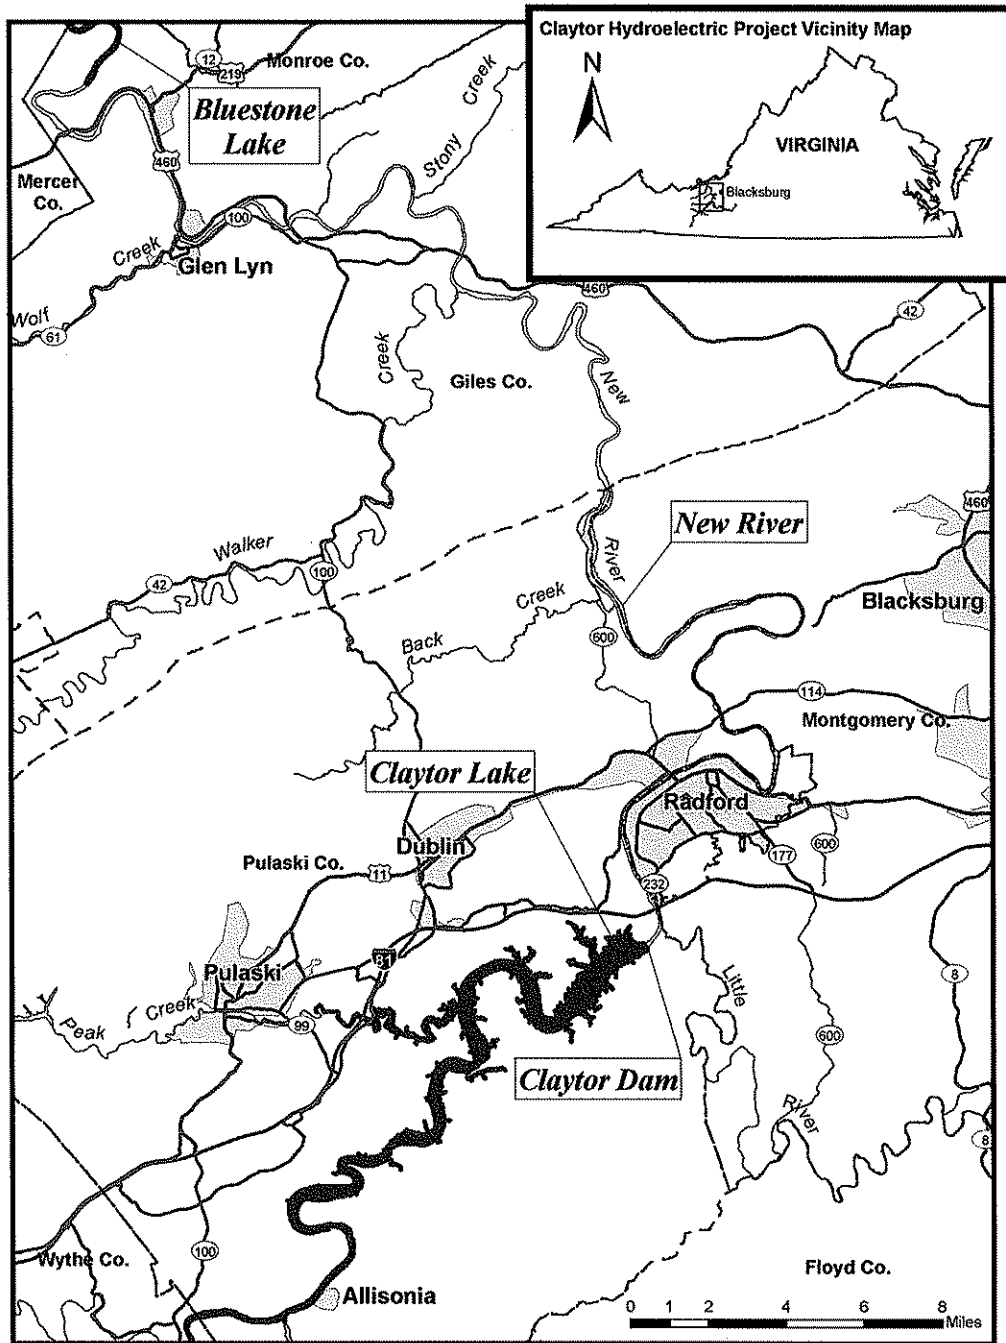 Claytor Hydroelectric Project Vicinity Map
N
VIRGINIA
Blacksburg
12
219
Monroe Co.
Creek
Bluestone
Lake
Stony
460
Mercer
Co.
100
Creek
Glen Lyn
Wolf
61
460
42
Creek
Giles Co.
New
460
New River
Walker
River
42
100
Creek
Blacksburg
Back
600
114
Montgomery Co.
Claytor Lake
Radford
Dublin
Pulaski Co.
11
177
600
232
81
Pulaski
8
Little
Creek
Peak
99
600
Claytor Dam
River
8
100
Wythe Co.
Floyd Co.
Allisonia
0 1 2 4 6 8
Miles